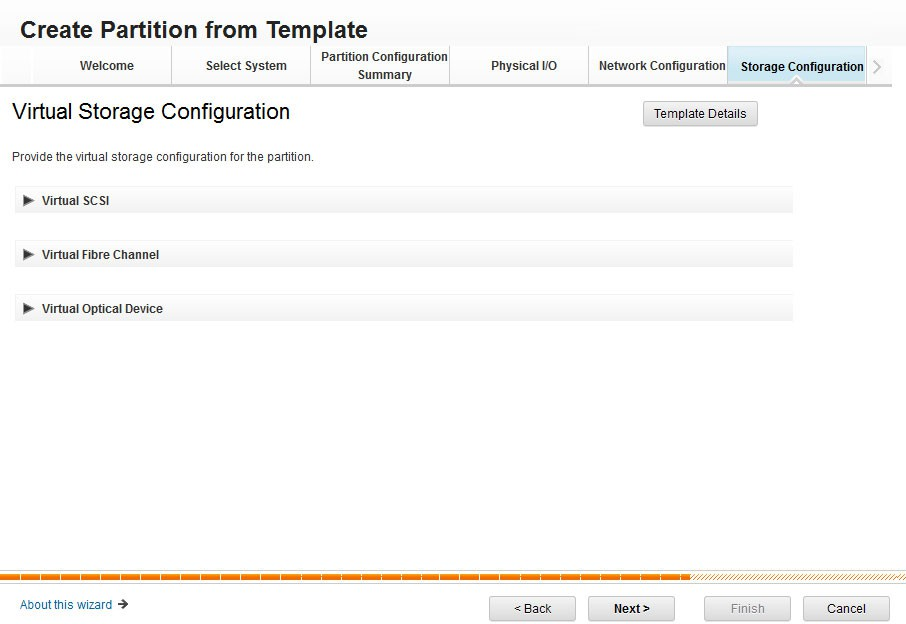 Create Partition from Template
Welcome
Select System
Partition Configuration
Summary
Physical I/O
Network Configuration
Storage Configuration
Virtual Storage Configuration
Template Details
Provide the virtual storage configuration for the partition.
Virtual SCSI
Virtual Fibre Channel
Virtual Optical Device
About this wizard
< Back
Next >
Finish
Cancel